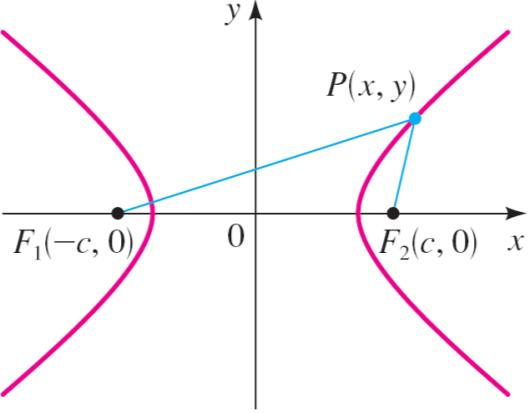 y
P(x, y)
0
F₁(−c, 0)
F₂(c, 0)
x